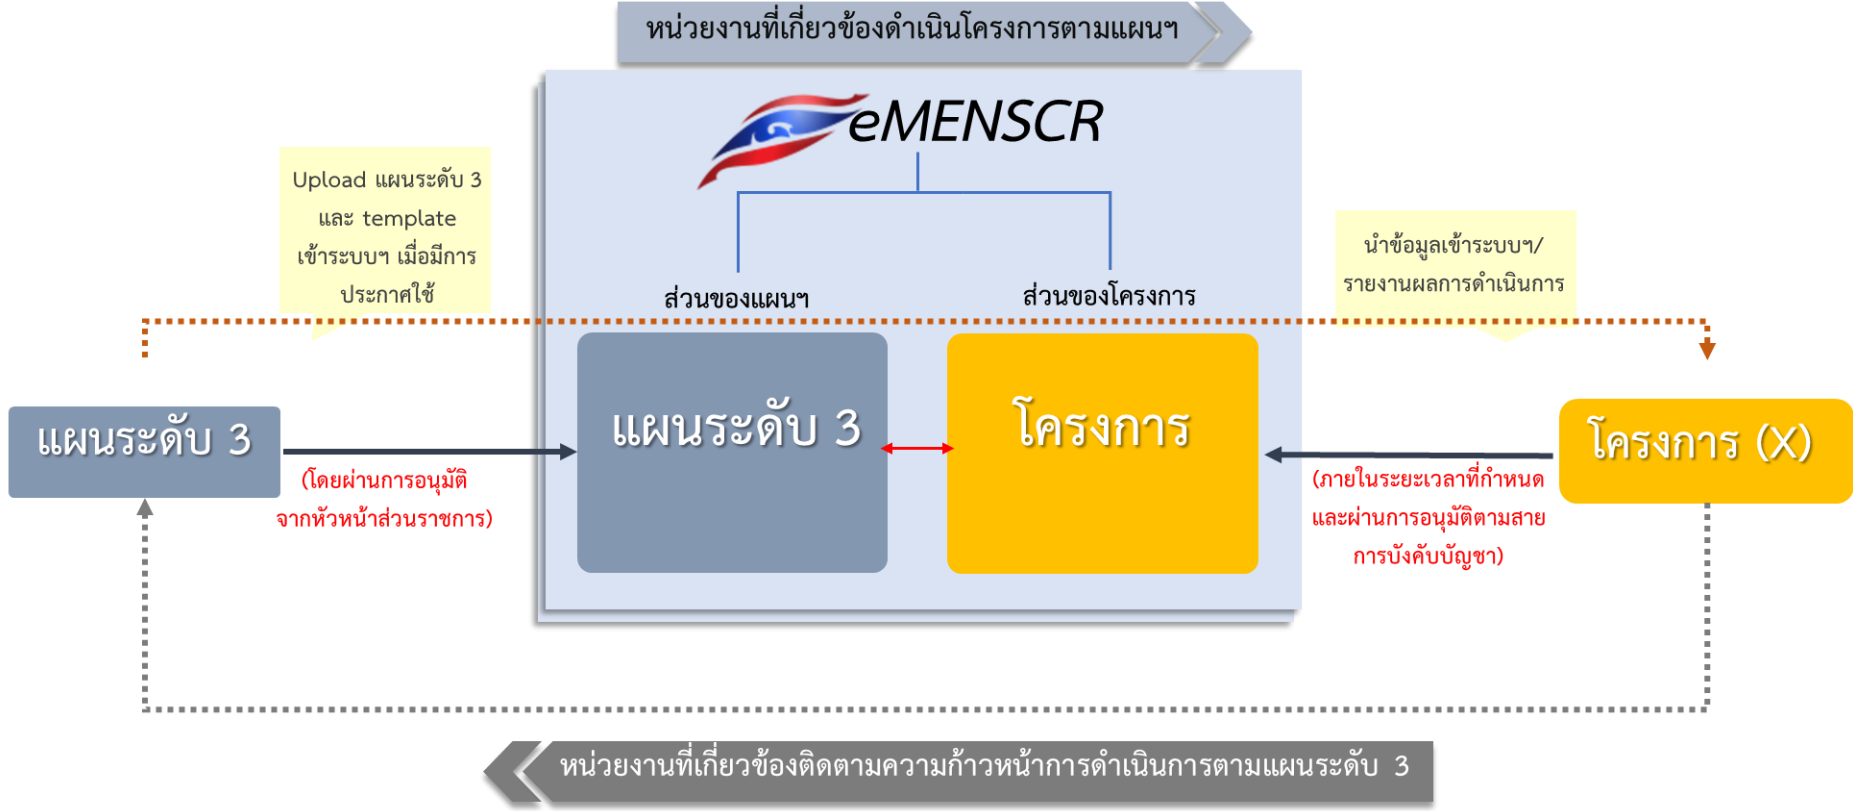 หน่วยงานที่เกี่ยวข้องดำเนินโครงการตามแผนฯ
eMENSCR
Upload แผนระดับ 3
และ template
เข้าระบบฯ เมื่อมีการ
ประกาศใช้
นำข้อมูลเข้าระบบฯ/
รายงานผลการดำเนินการ
ส่วนของแผนฯ
ส่วนของโครงการ
แผนระดับ 3
แผนระดับ 3
โครงการ
โครงการ (X)
(โดยผ่านการอนุมัติ
จากหัวหน้าส่วนราชการ)
(ภายในระยะเวลาที่กำหนด
และผ่านการอนุมัติตามสาย
การบังคับบัญชา)
หน่วยงานที่เกี่ยวข้องติดตามความก้าวหน้าการดำเนินการตามแผนระดับ 3